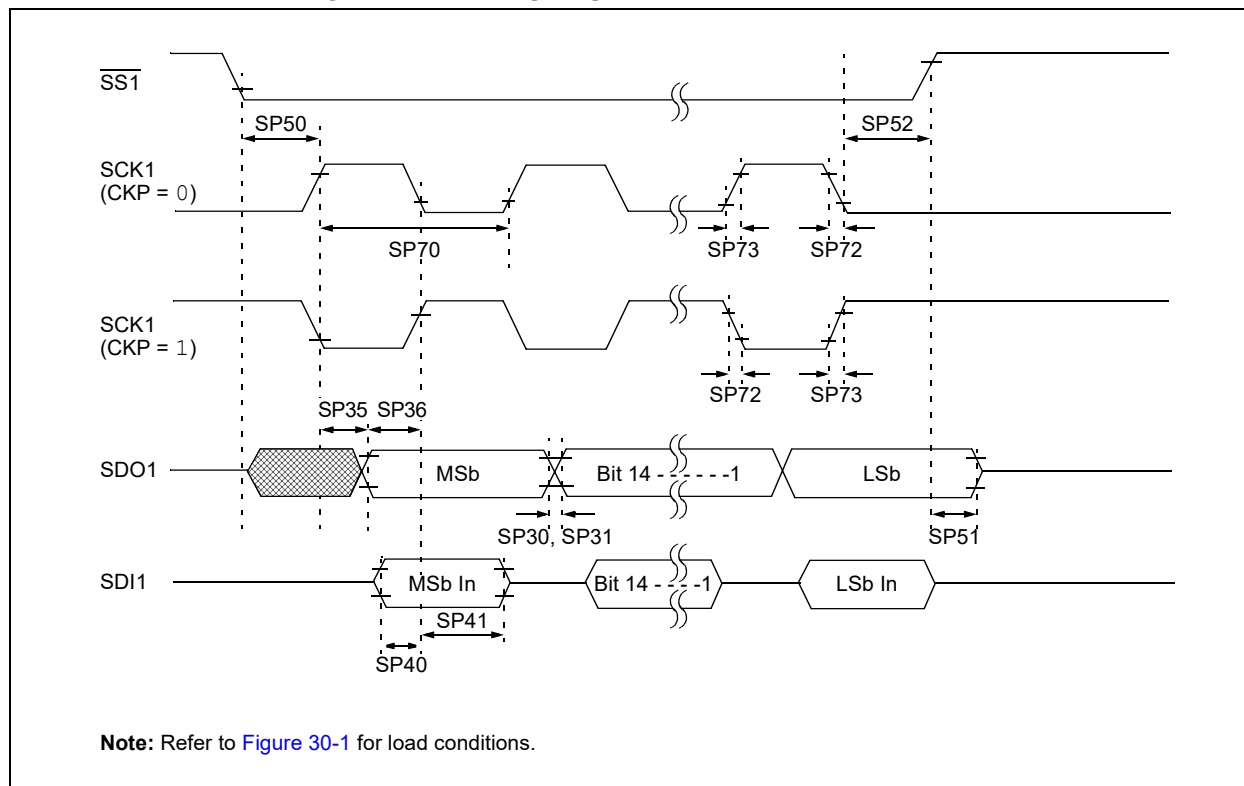 SS1
SP50
SP52
SCK1
(CKP = 0)
SP70
SP73
SP72
SCK1
(CKP = 1)
SP72
SP73
SP35
SP36
SDO1
MSb
Bit 14 - - - - - -1
LSb
SP30, SP31
SP51
SDI1
MSb In
Bit 14 - - - -1
LSb In
SP41
SP40
Note: Refer to Figure 30-1 for load conditions.